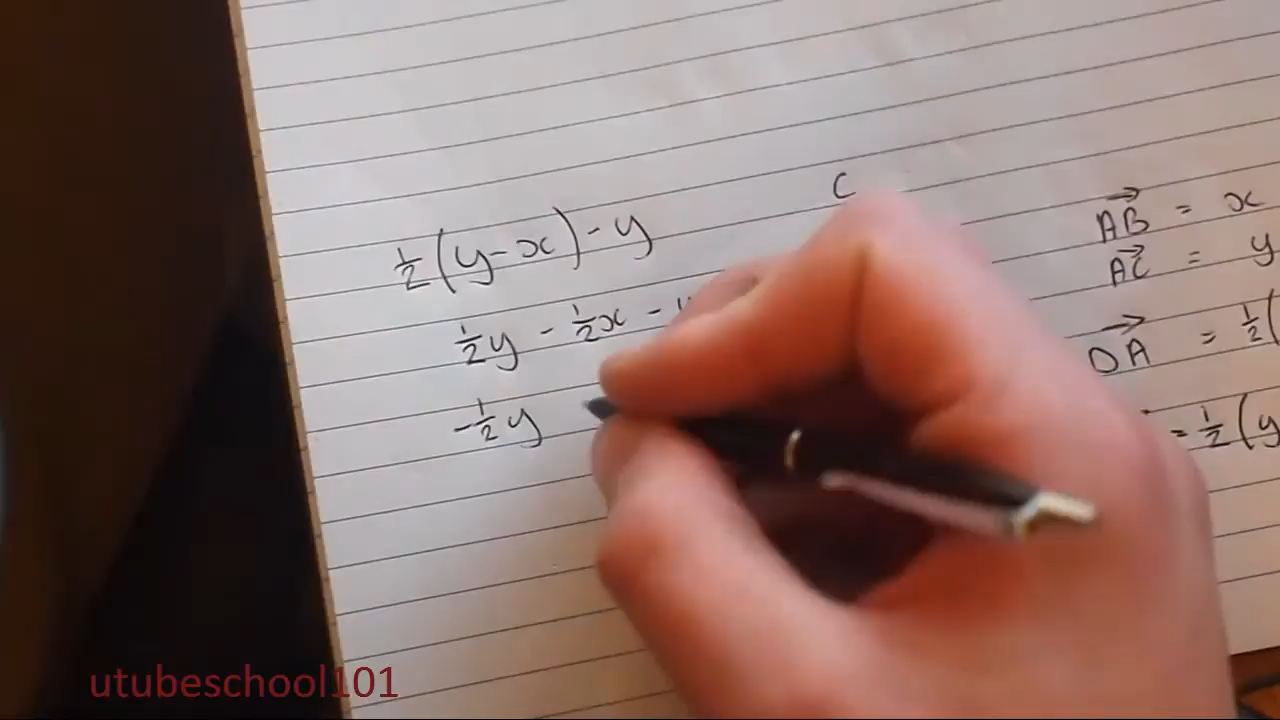 C
½(y-x)-y
½y - ½x -
-½y
AB = x
AC = y
OA = ½(
= ½(y
utubeschool101